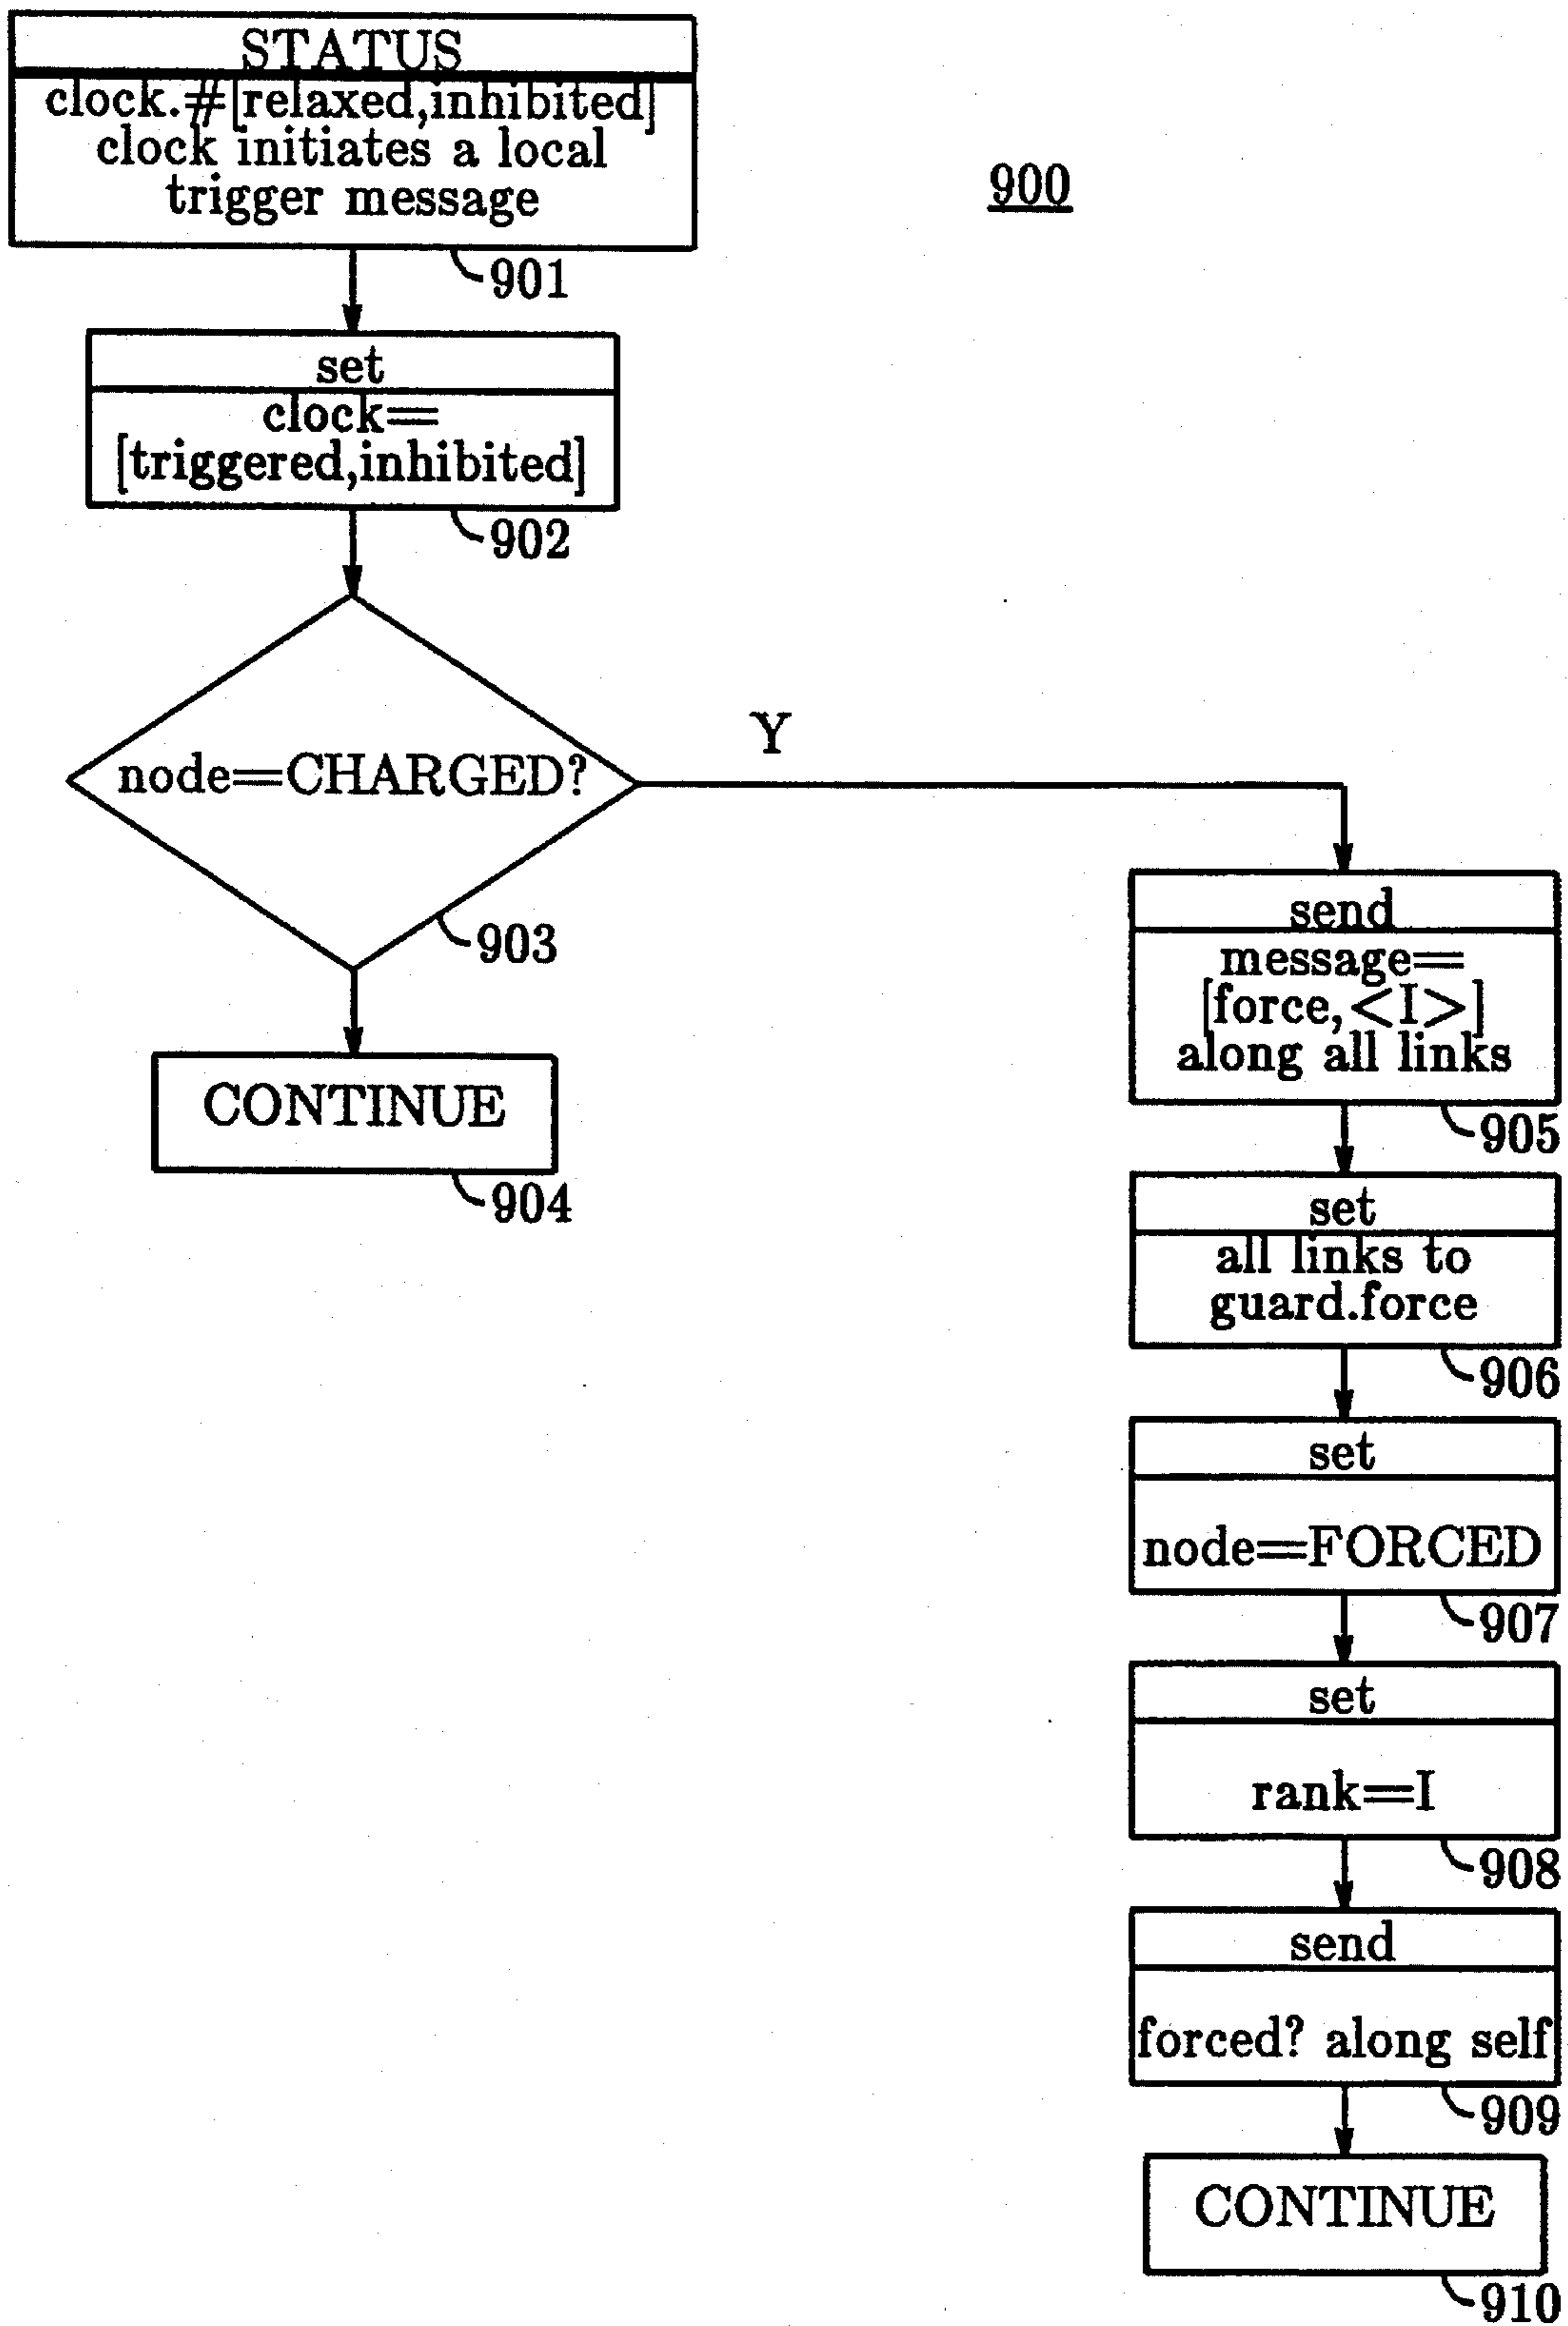 STATUS
clock.#[relaxed,inhibited]
clock initiates a local
trigger message
901
900
set
clock=
[triggered,inhibited]
902
node=CHARGED?
903
Y
CONTINUE
904
send
message=
[force,<I>]
along all links
905
set
all links to
guard.force
906
set
node=FORCED
907
set
rank=I
908
send
forced? along self
909
CONTINUE
910